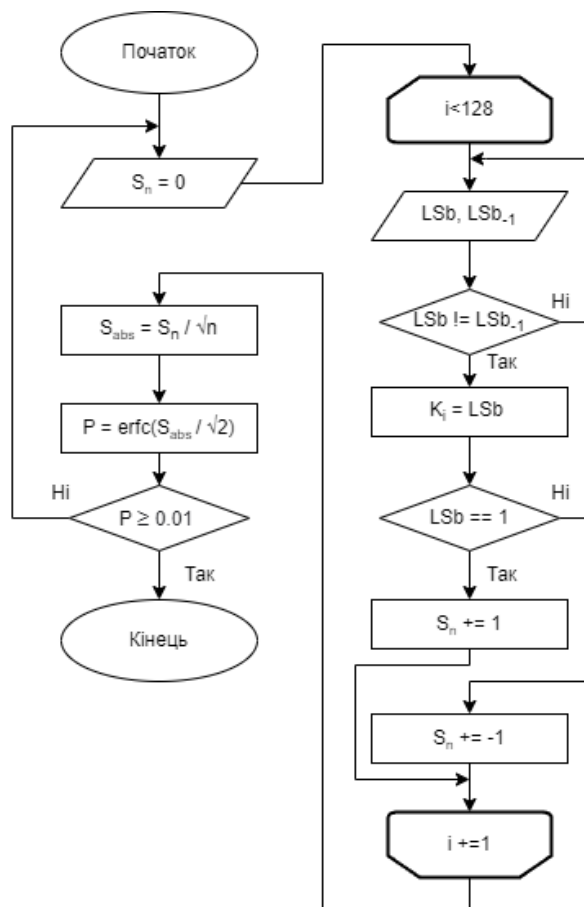 Початок
Sₙ = 0
i<128
LSb, LSb₋₁
LSb != LSb₋₁
Ні
Так
Kᵢ = LSb
LSb == 1
Ні
Так
Sₙ += 1
Sₙ += -1
i +=1
Sabs = Sₙ / √n
P = erfc(Sabs / √2)
P ≥ 0.01
Ні
Так
Кінець